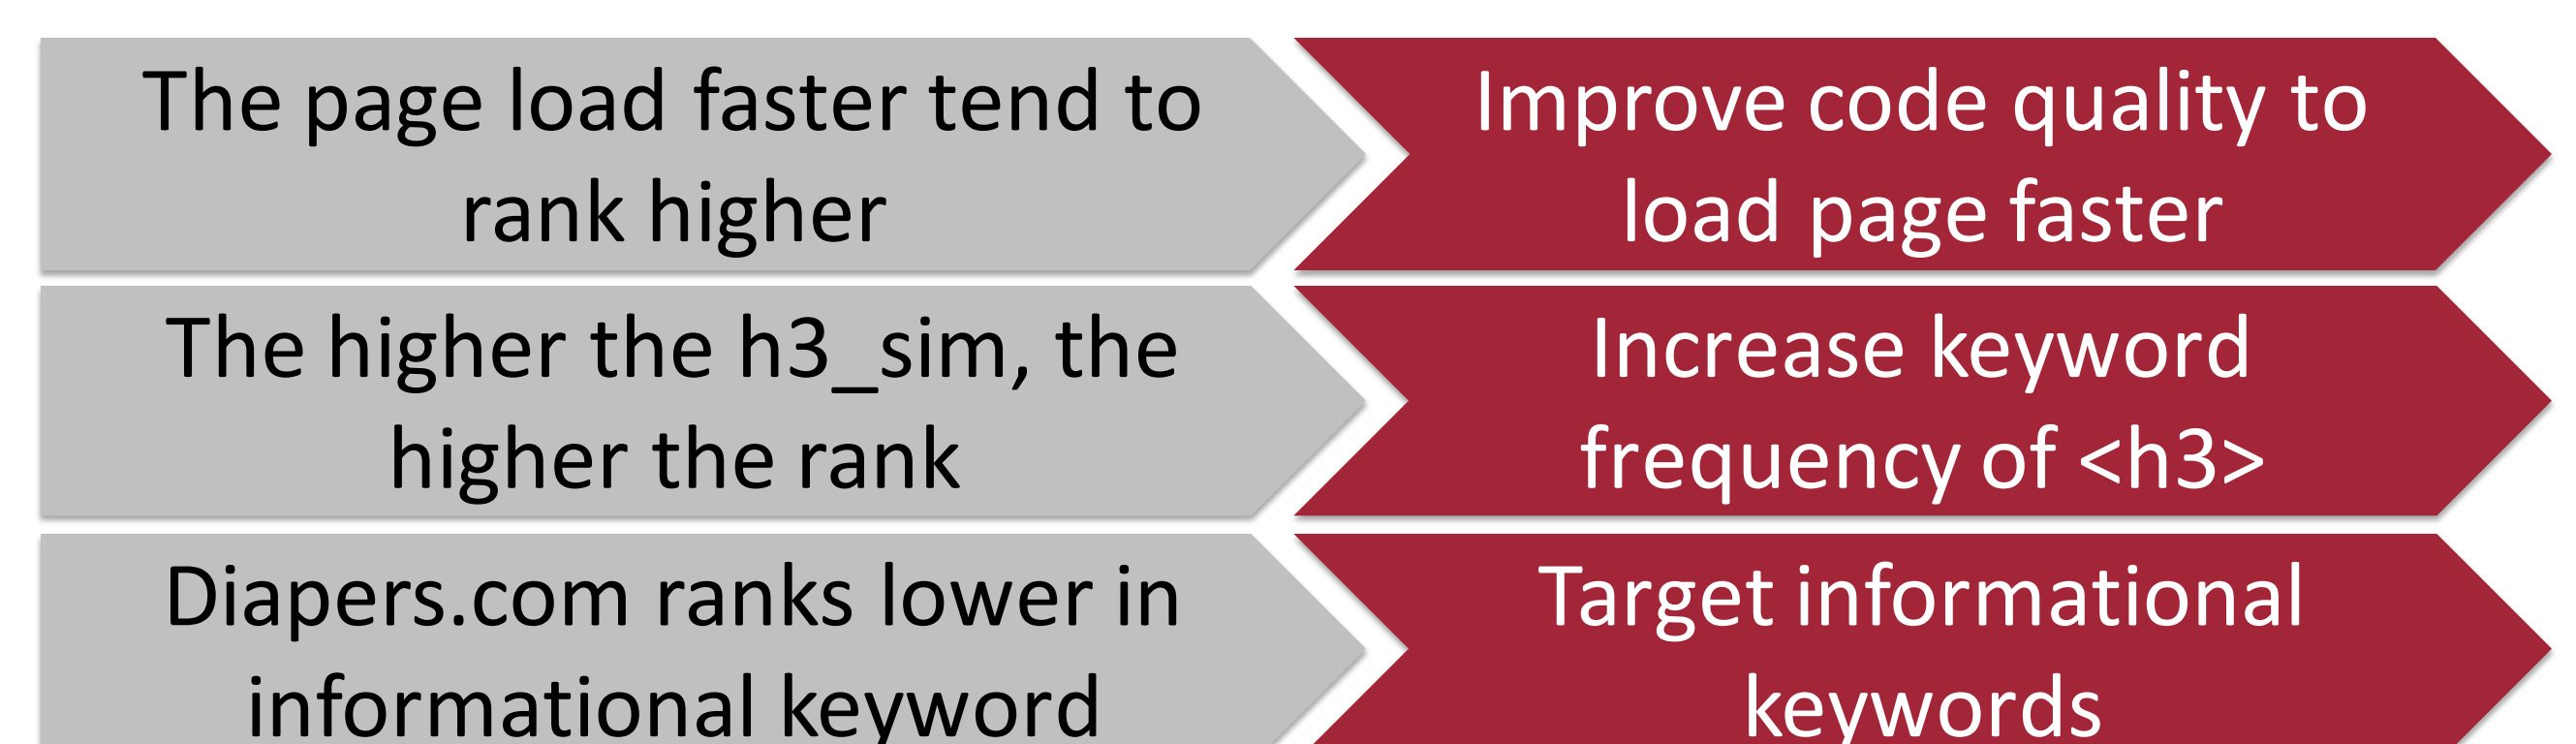 The page load faster tend to
rank higher
Improve code quality to
load page faster
The higher the h3_sim, the
higher the rank
Increase keyword
frequency of <h3>
Diapers.com ranks lower in
informational keyword
Target informational
keywords